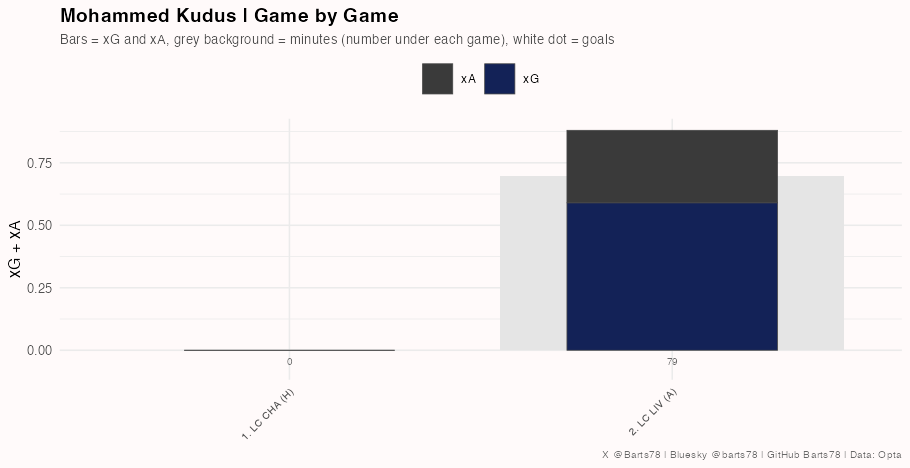 Mohammed Kudus | Game by Game
Bars = xG and xA, grey background = minutes (number under each game), white dot = goals
xA xG
xG + xA
0.75
0.50
0.25
0.00
0 79
1. LC CHA (H) 2. LC LIV (A)
X @Barts78 | Bluesky @barts78 | GitHub Barts78 | Data: Opta